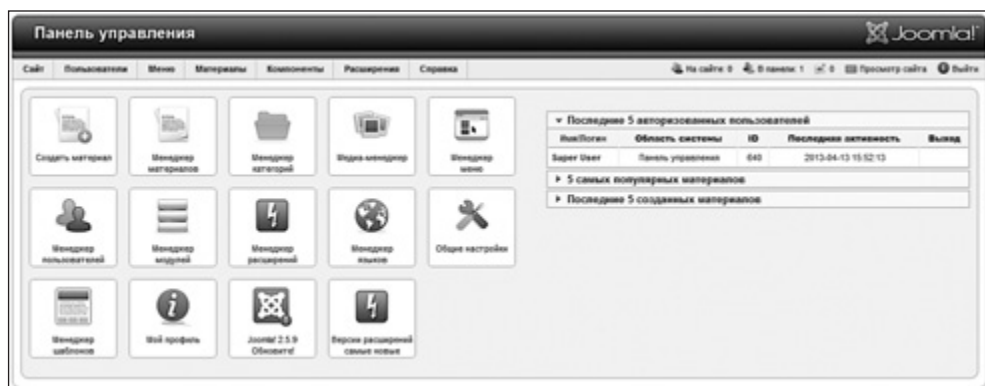 Панель управления
Joomla!
Сайт Пользователи Меню Материалы Компоненты Расширения Справка
На сайте: 0 В панели: 1 0 Просмотр сайта Выйти
Создать материал
Менеджер материалов
Менеджер категорий
Медиа-менеджер
Менеджер меню
Менеджер пользователей
Менеджер модулей
Менеджер расширений
Менеджер языков
Общие настройки
Менеджер шаблонов
Мой профиль
Joomla! 2.5.9 Обновите!
Версии расширений самые новые
Последние 5 авторизованных пользователей
Имя/Логин Область системы ID Последняя активность Выход
Super User Панель управления 640 2013-04-13 15:52:13
5 самых популярных материалов
Последние 5 созданных материалов